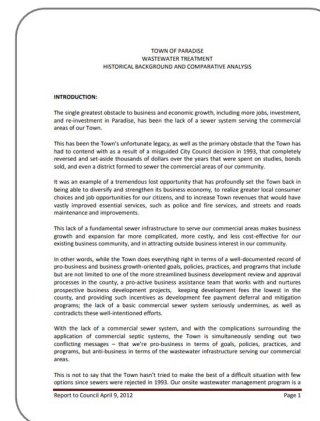 TOWN OF PARADISE
WASTEWATER TREATMENT
HISTORICAL BACKGROUND AND COMPARATIVE ANALYSIS
INTRODUCTION:
The single greatest obstacle to business and economic growth, including more jobs, investment,
and re-investment in Paradise, has been the lack of a sewer system serving the commercial
areas of our Town.
This has been the Town's unfortunate legacy, as well as the primary obstacle that the Town has
had to contend with as a result of a misguided City Council decision in 1993, that completely
reversed and set-aside thousands of dollars over the years that were spent on studies, bonds
sold, and even a district formed to sewer the commercial areas of our community.
It was an example of a tremendous lost opportunity that has profoundly set the Town back in
being able to diversify and strengthen its business economy, to realize greater local consumer
choices and job opportunities for our citizens, and to increase Town revenues that would have
vastly improved essential services, such as police and fire services, and streets and roads
maintenance and improvements.
This lack of a fundamental sewer infrastructure to serve our commercial areas makes business
growth and expansion far more complicated, more costly, and less cost-effective for our
existing business community, and in attracting outside business interest in our community.
In other words, while the Town does everything right in terms of a well-documented record of
pro-business and business growth-oriented goals, policies, practices, and programs that include
but are not limited to one of the more streamlined business development review and approval
processes in the county, a pro-active business assistance team that works with and nurtures
prospective business development projects, keeping development fees the lowest in the
county, and providing such incentives as development fee payment deferral and mitigation
programs; the lack of a basic commercial sewer system seriously undermines, as well as
contradicts these well-intentioned efforts.
With the lack of a commercial sewer system, and with the complications surrounding the
application of commercial septic systems, the Town is simultaneously sending out two
conflicting messages – that we're pro-business in terms of goals, policies, practices, and
programs, but anti-business in terms of the wastewater infrastructure serving our commercial
areas.
This is not to say that the Town hasn't tried to make the best of a difficult situation with few
options since sewers were rejected in 1993. Our onsite wastewater management program is a
Report to Council April 9, 2012 Page 1